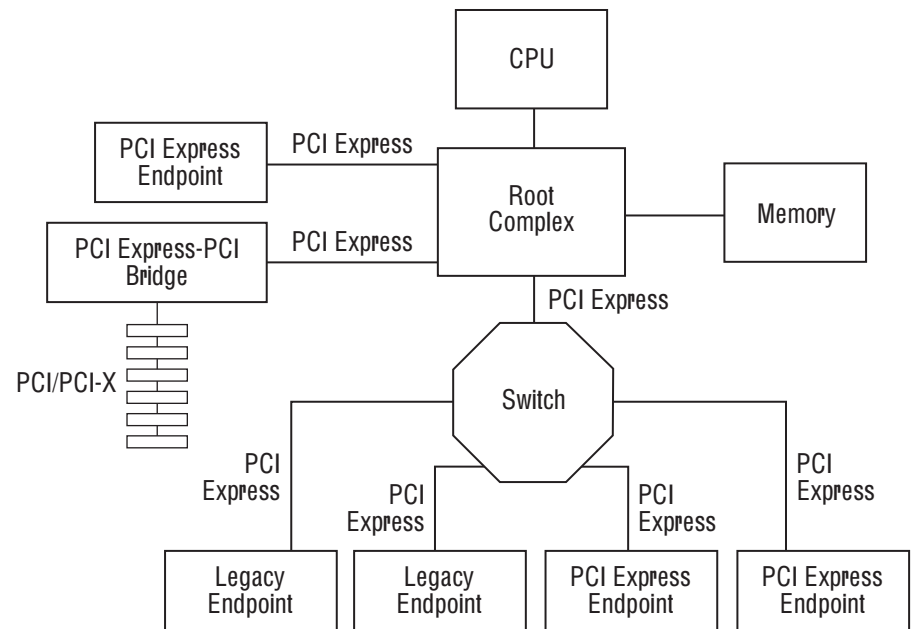 CPU
PCI Express
Endpoint
PCI Express
Root
Complex
Memory
PCI Express-PCI
Bridge
PCI Express
PCI Express
PCI/PCI-X
Switch
PCI
Express
PCI
Express
PCI
Express
PCI
Express
Legacy
Endpoint
Legacy
Endpoint
PCI Express
Endpoint
PCI Express
Endpoint